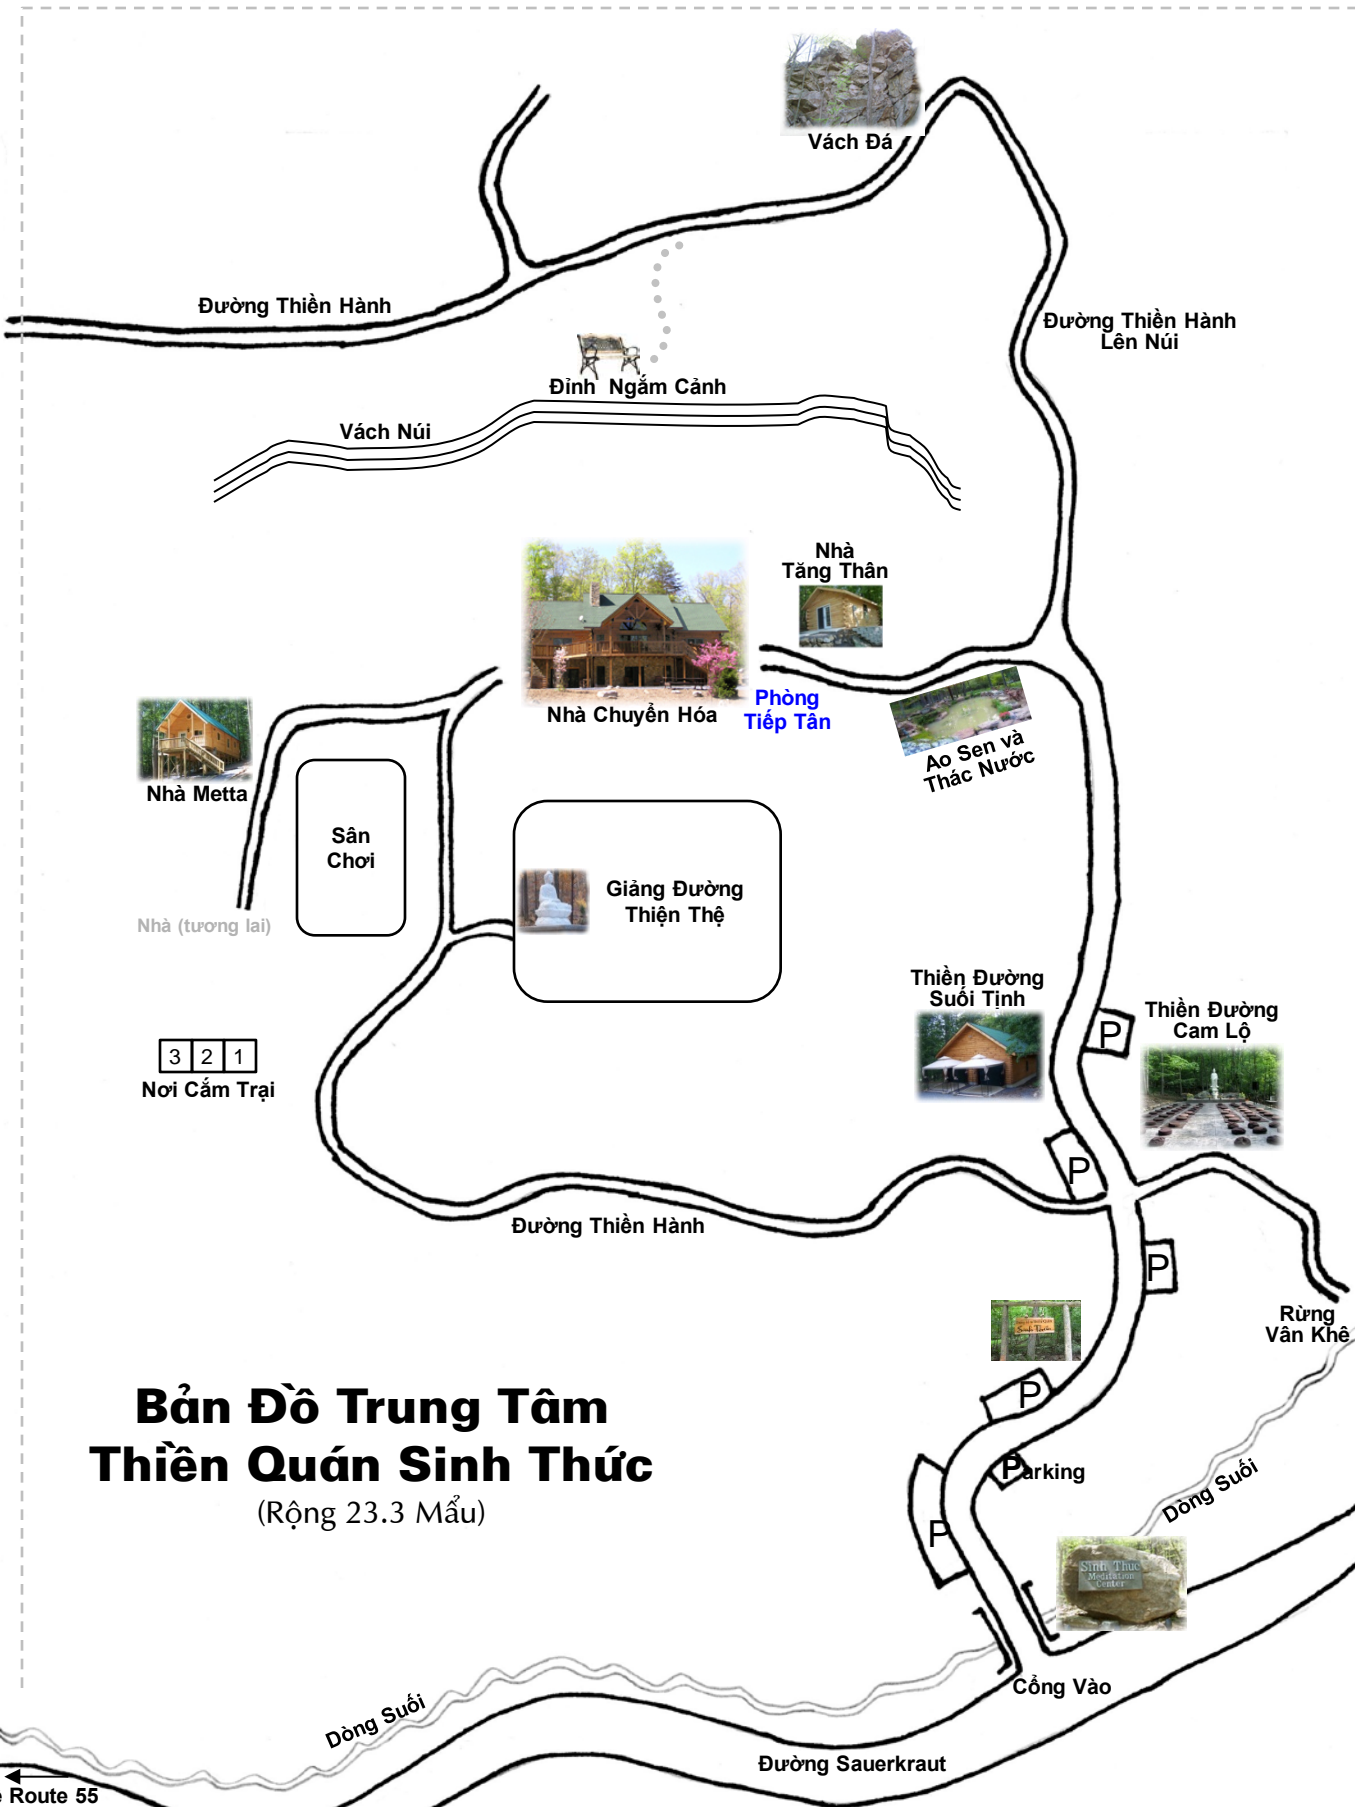 Vách Đá
Đường Thiền Hành
Đường Thiền Hành
Lên Núi
Đỉnh Ngắm Cảnh
Vách Núi
Nhà
Tăng Thân
Nhà Chuyển Hóa
Phòng
Tiếp Tân
Ao Sen và
Thác Nước
Nhà Metta
Sân
Chơi
Giảng Đường
Thiện Thệ
Nhà (tương lai)
Thiền Đường
Suối Tịnh
Thiền Đường
Cam Lộ
P
3 2 1
Nơi Cắm Trại
P
Đường Thiền Hành
P
Rừng
Vân Khê
Sinh Thức
P
Bản Đồ Trung Tâm
Thiền Quán Sinh Thức
(Rộng 23.3 Mẩu)
Parking
Dòng Suối
P
Sinh Thuc
Meditation
Center
Cổng Vào
Dòng Suối
Đường Sauerkraut
Route 55